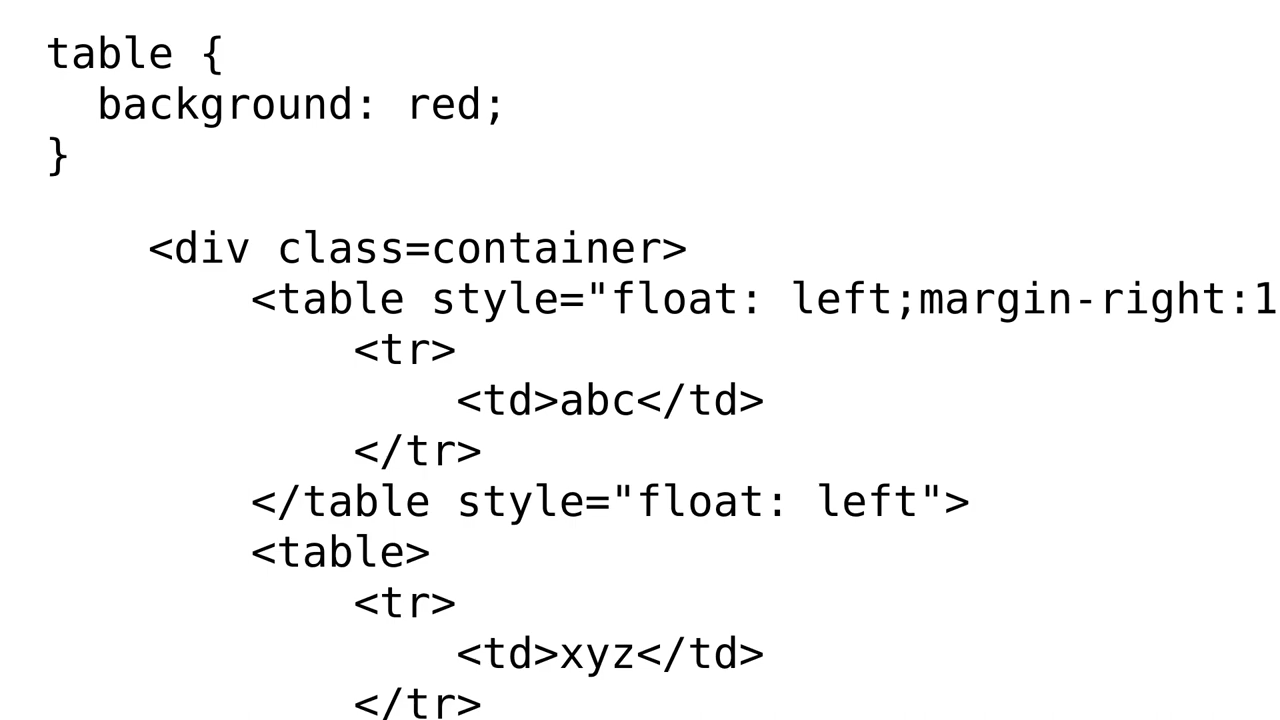 table {
  background: red;
}
    <div class=container>
        <table style="float: left;margin-right:1
            <tr>
                <td>abc</td>
            </tr>
        </table style="float: left">
        <table>
            <tr>
                <td>xyz</td>
            </tr>